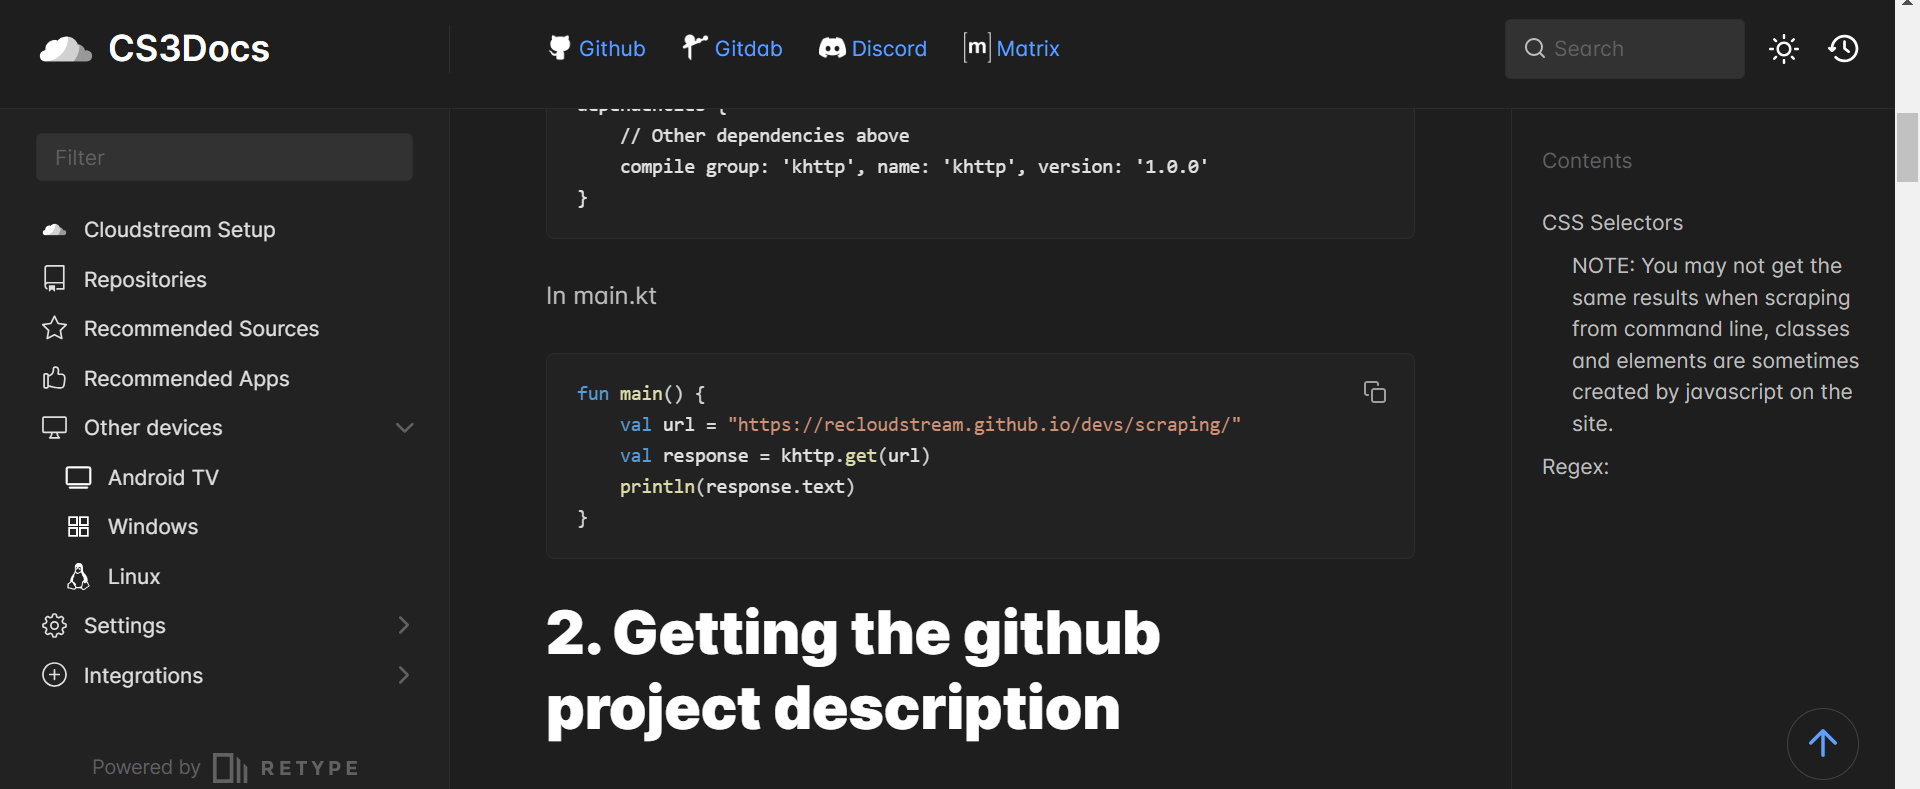 CS3Docs
Github
Gitdab
Discord
[m] Matrix
Search
Filter
Cloudstream Setup
Repositories
Recommended Sources
Recommended Apps
Other devices
Android TV
Windows
Linux
Settings
Integrations
Powered by RETYPE
dependencies {
// Other dependencies above
compile group: 'khttp', name: 'khttp', version: '1.0.0'
}
In main.kt
fun main() {
val url = "https://recloudstream.github.io/devs/scraping/"
val response = khttp.get(url)
println(response.text)
}
2. Getting the github
project description
Contents
CSS Selectors
NOTE: You may not get the
same results when scraping
from command line, classes
and elements are sometimes
created by javascript on the
site.
Regex: